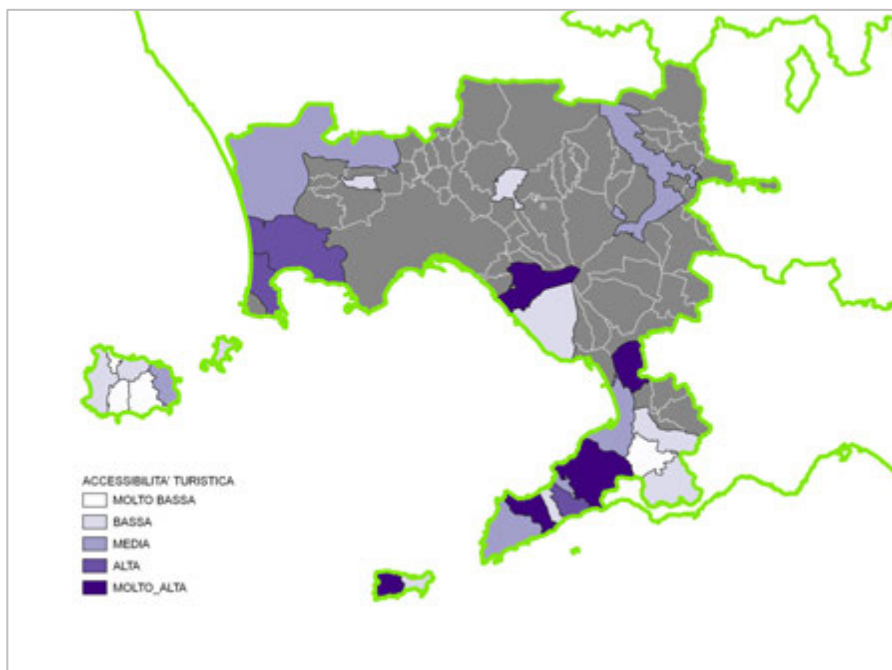 ACCESSIBILITA' TURISTICA
MOLTO BASSA
BASSA
MEDIA
ALTA
MOLTO_ALTA